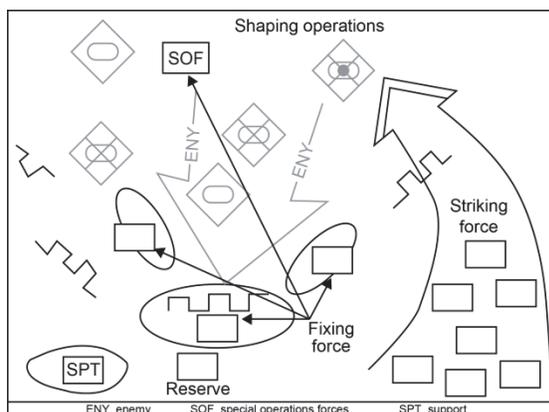 Shaping operations
SOF
ENY
ENY
Striking
force
Fixing
force
SPT
Reserve
ENY enemy SOF special operations forces SPT support